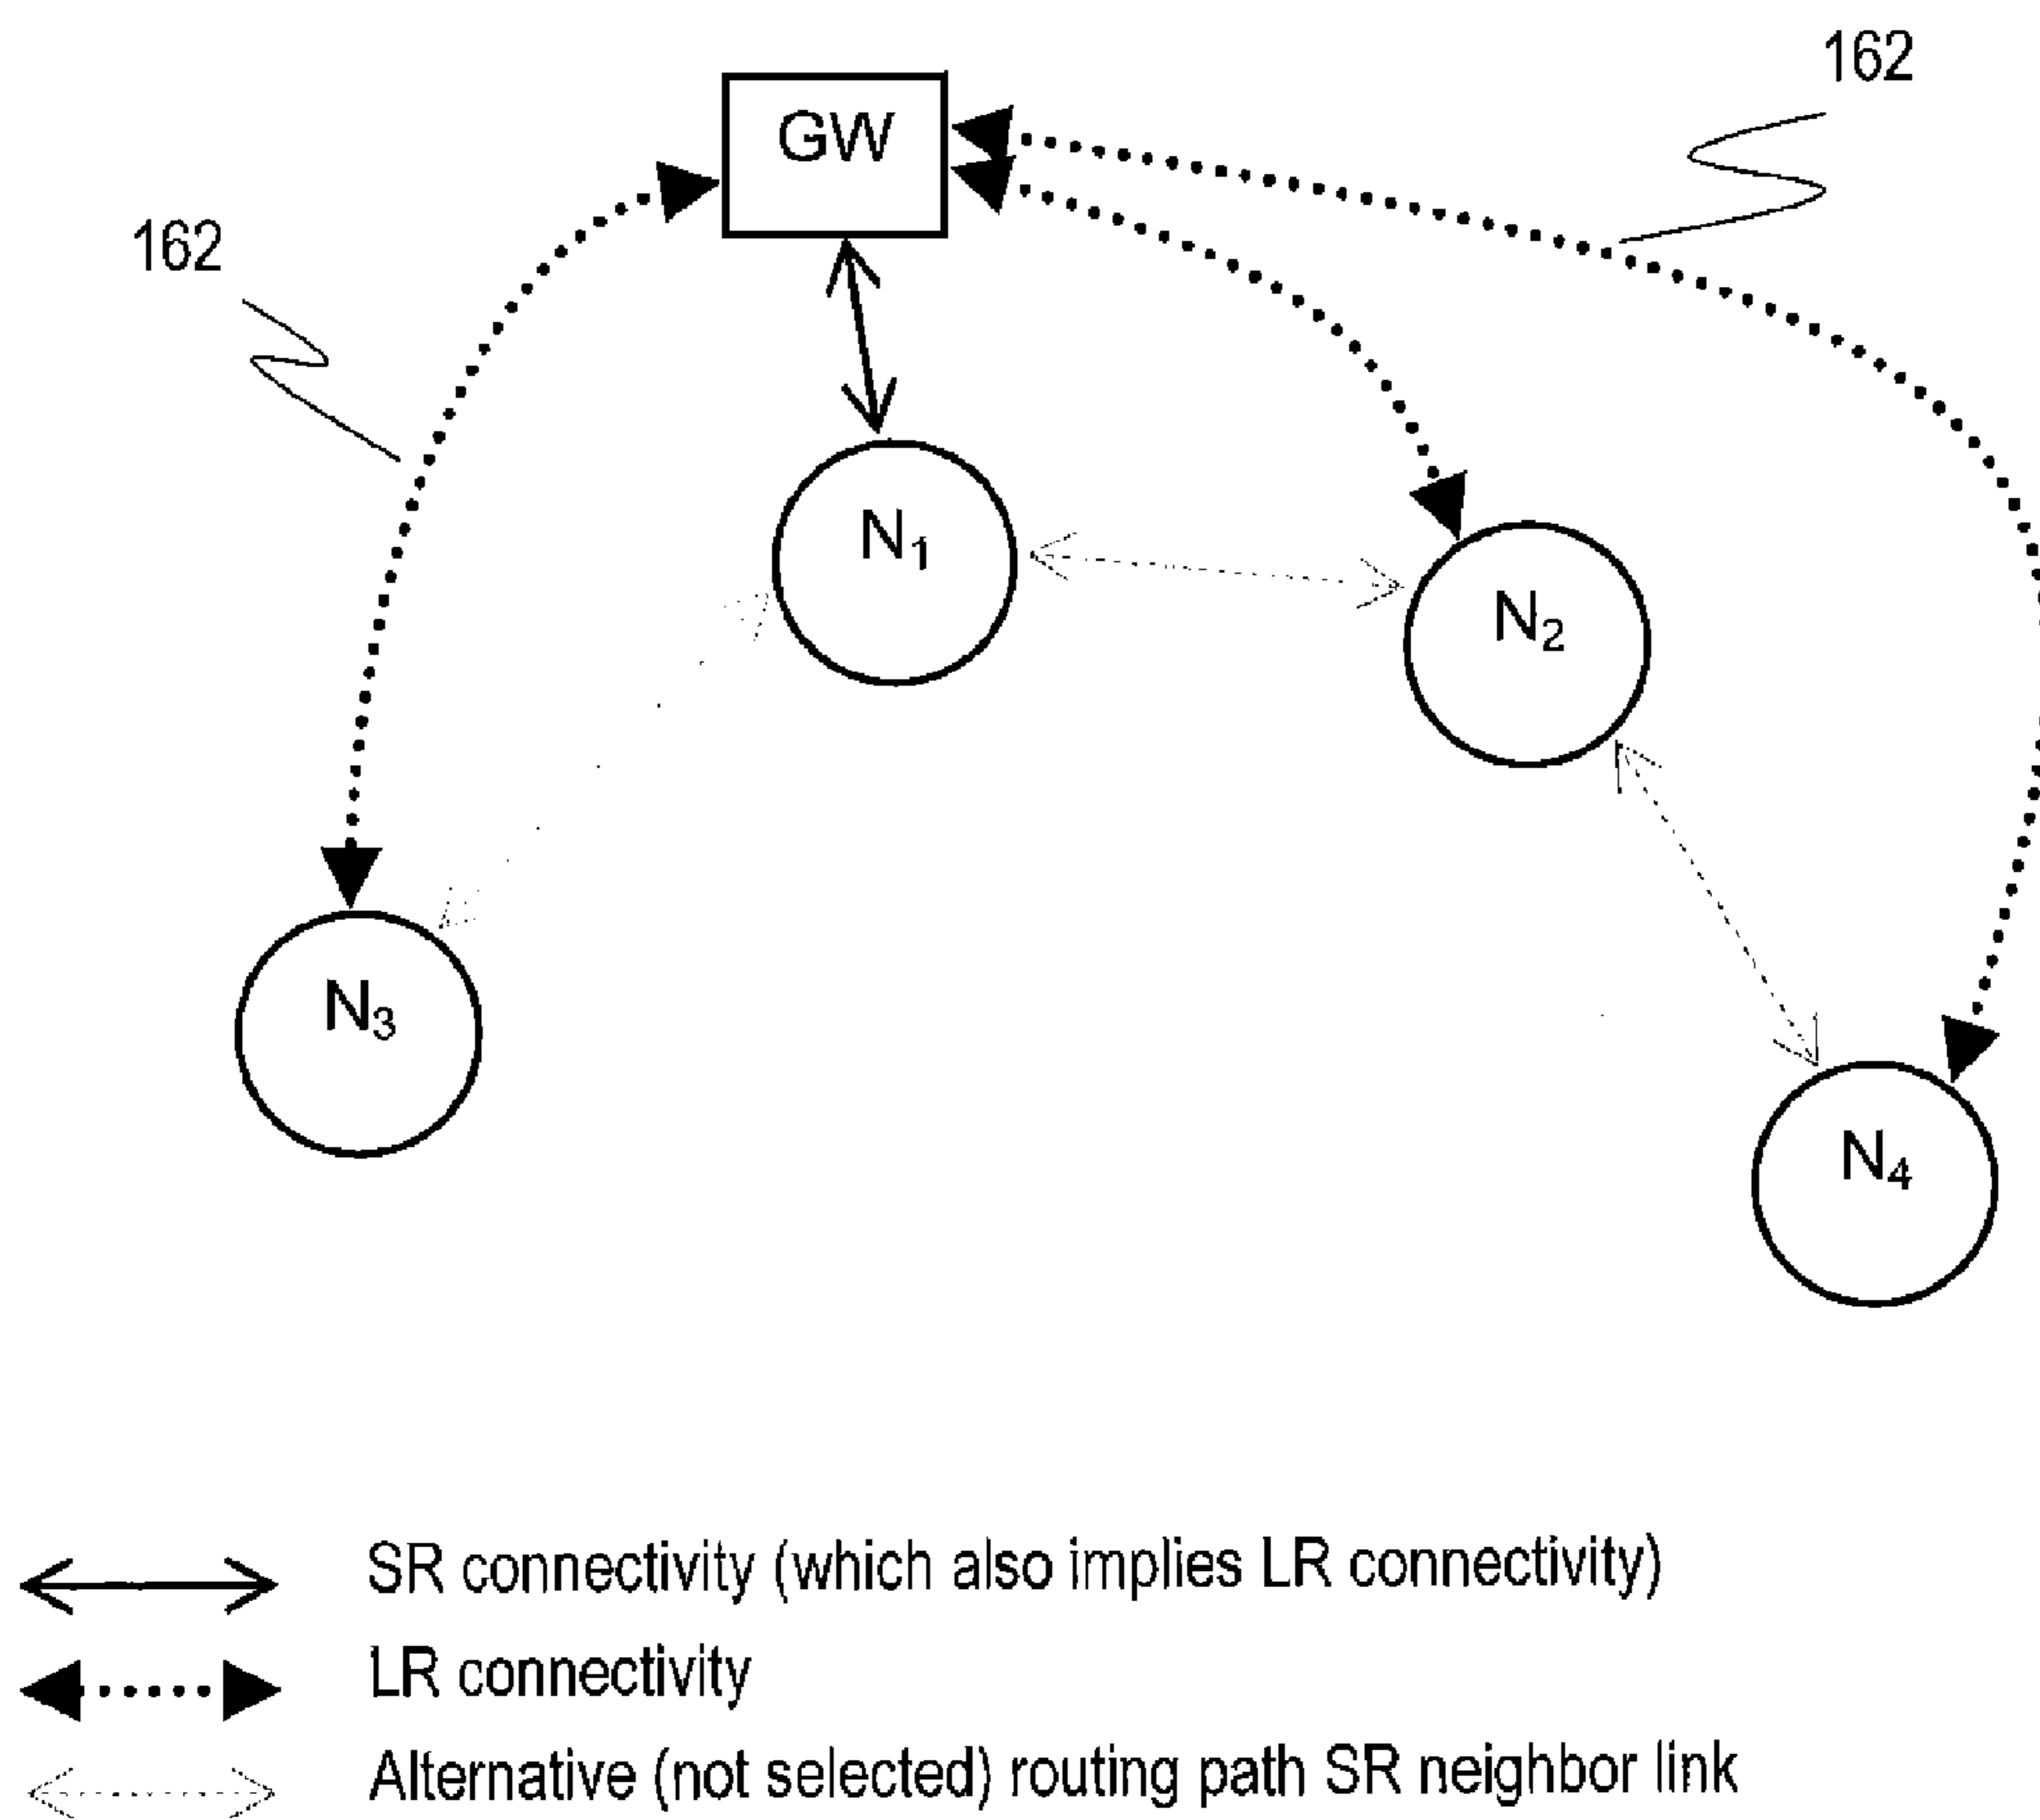 162
GW
162
N1
N2
N3
N4
SR connectivity (which also implies LR connectivity)
LR connectivity
Alternative (not selected) routing path SR neighbor link